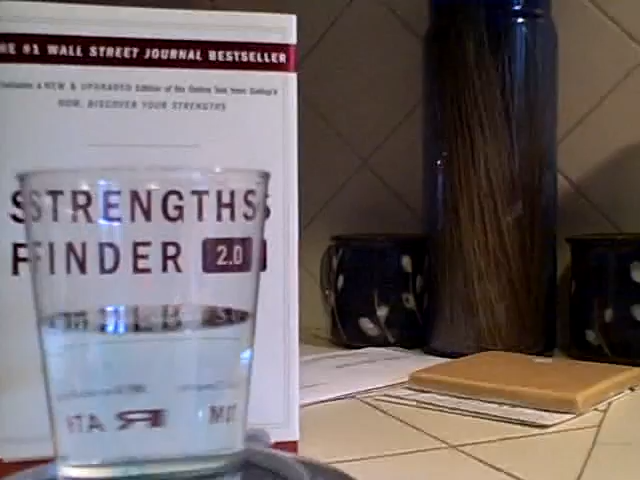 THE #1 WALL STREET JOURNAL BESTSELLER
Includes A NEW & UPGRADED Edition of the Online Test from Gallup's
NOW, DISCOVER YOUR STRENGTHS
STRENGTHS
FINDER 2.0